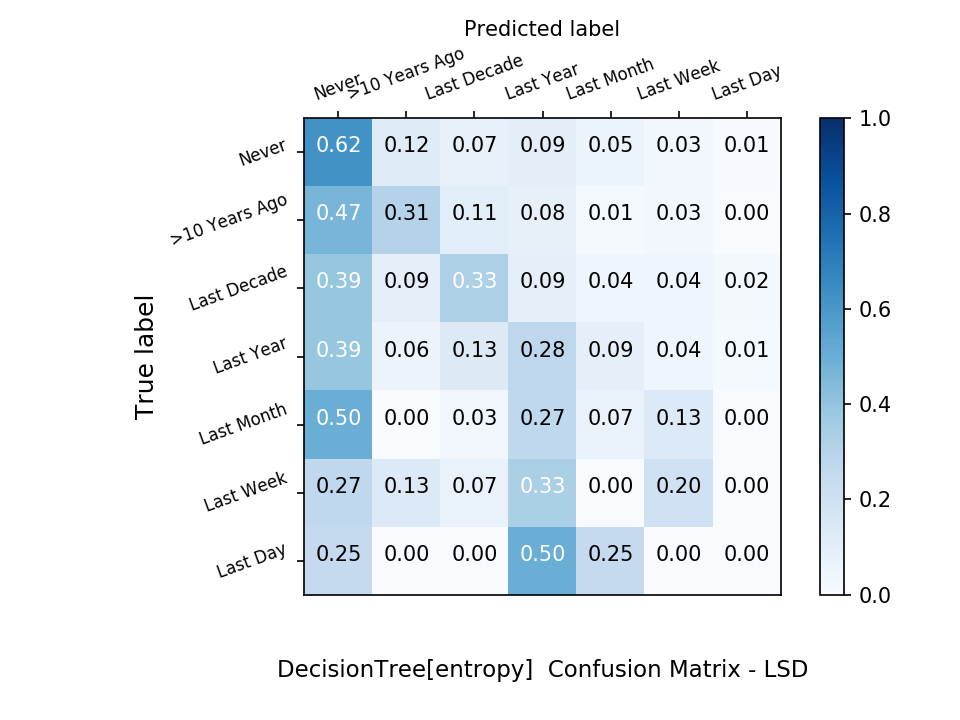 Predicted label
Never >10 Years Ago Last Decade Last Year Last Month Last Week Last Day
1.0
Never 0.62 0.12 0.07 0.09 0.05 0.03 0.01
0.8
>10 Years Ago 0.47 0.31 0.11 0.08 0.01 0.03 0.00
Last Decade 0.39 0.09 0.33 0.09 0.04 0.04 0.02
0.6
True label
Last Year 0.39 0.06 0.13 0.28 0.09 0.04 0.01
0.4
Last Month 0.50 0.00 0.03 0.27 0.07 0.13 0.00
Last Week 0.27 0.13 0.07 0.33 0.00 0.20 0.00
0.2
Last Day 0.25 0.00 0.00 0.50 0.25 0.00 0.00
0.0
DecisionTree[entropy]  Confusion Matrix - LSD